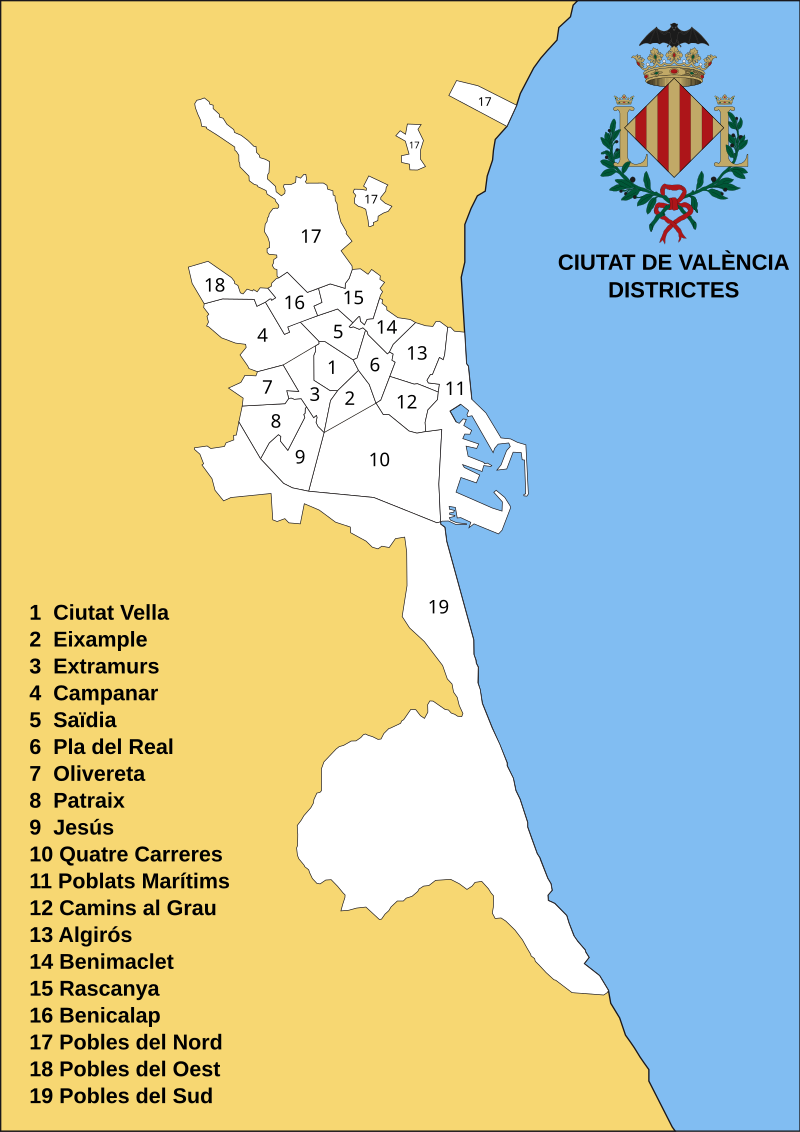 17
17
17
17
CIUTAT DE VALÈNCIA
DISTRICTES
18
16
15
4
5
14
13
1
6
7
3
2
11
12
8
9
10
19
1 Ciutat Vella
2 Eixample
3 Extramurs
4 Campanar
5 Saïdia
6 Pla del Real
7 Olivereta
8 Patraix
9 Jesús
10 Quatre Carreres
11 Poblats Marítims
12 Camins al Grau
13 Algirós
14 Benimaclet
15 Rascanya
16 Benicalap
17 Pobles del Nord
18 Pobles del Oest
19 Pobles del Sud
L L